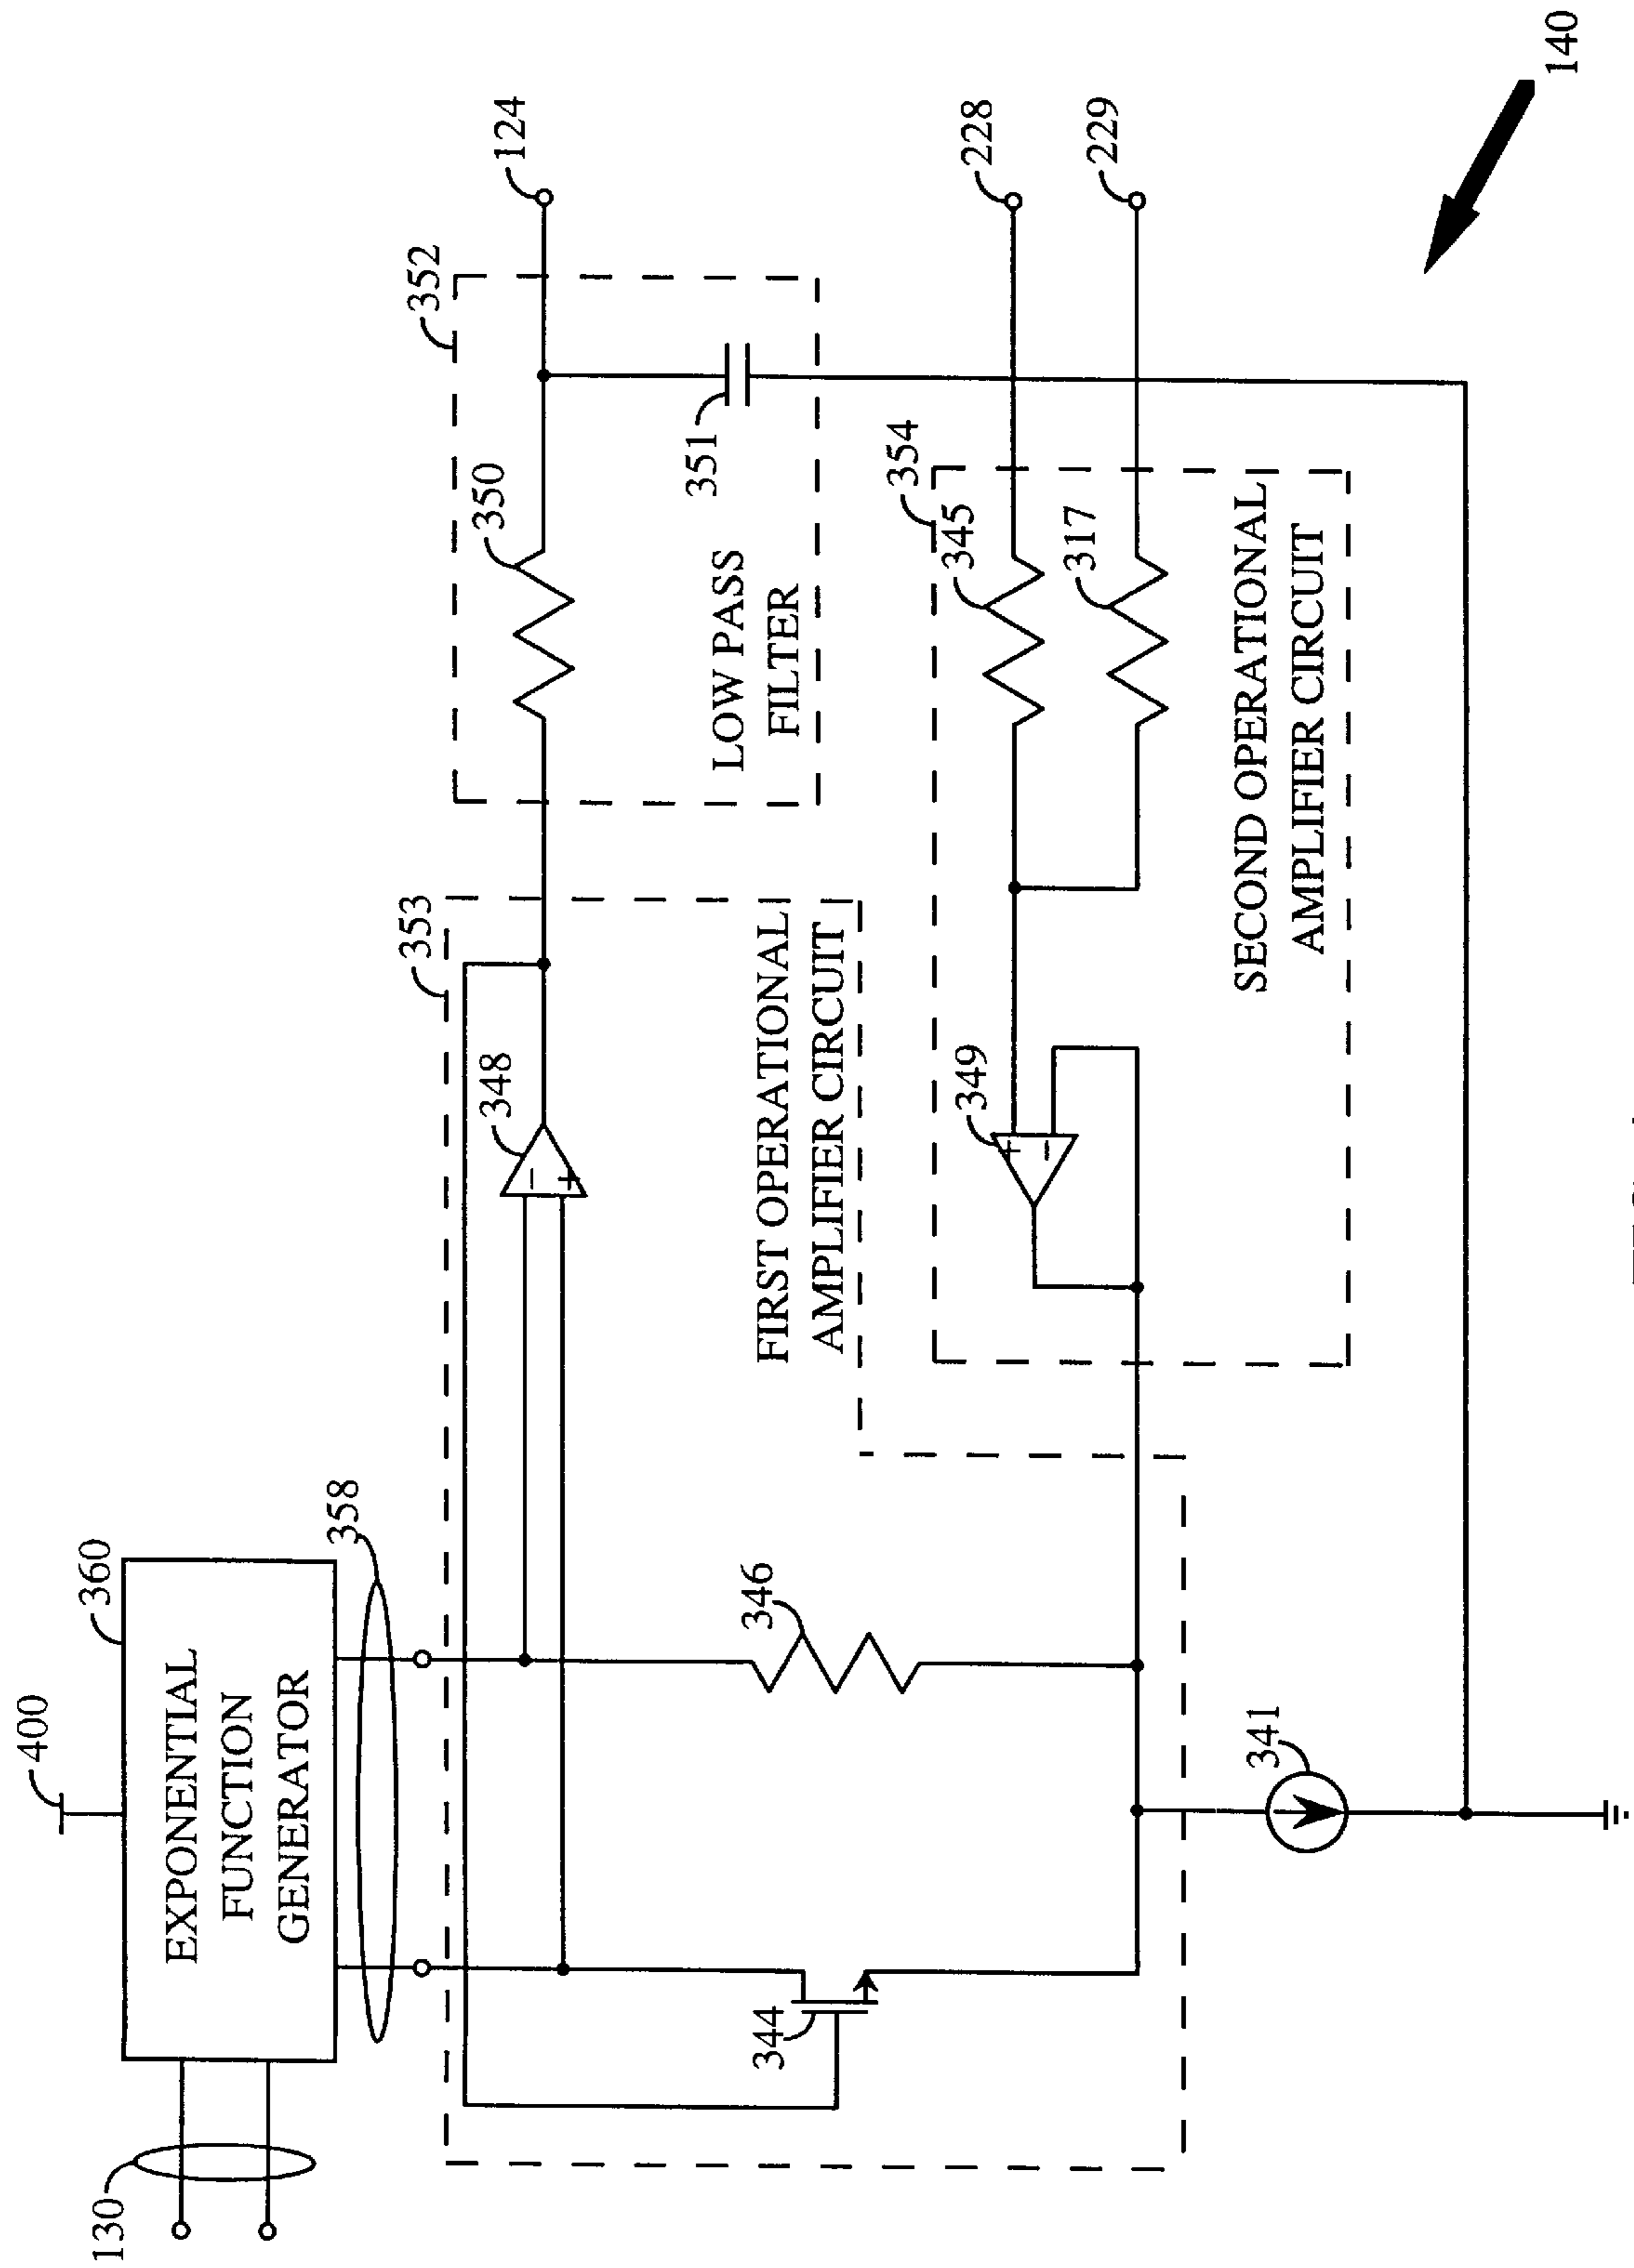 400
360
EXPONENTIAL
FUNCTION
GENERATOR
130
358
353
352
124
348
350
351
LOW PASS
FILTER
FIRST OPERATIONAL
AMPLIFIER CIRCUIT
344
346
354
349
345
317
228
229
SECOND OPERATIONAL
AMPLIFIER CIRCUIT
341
140